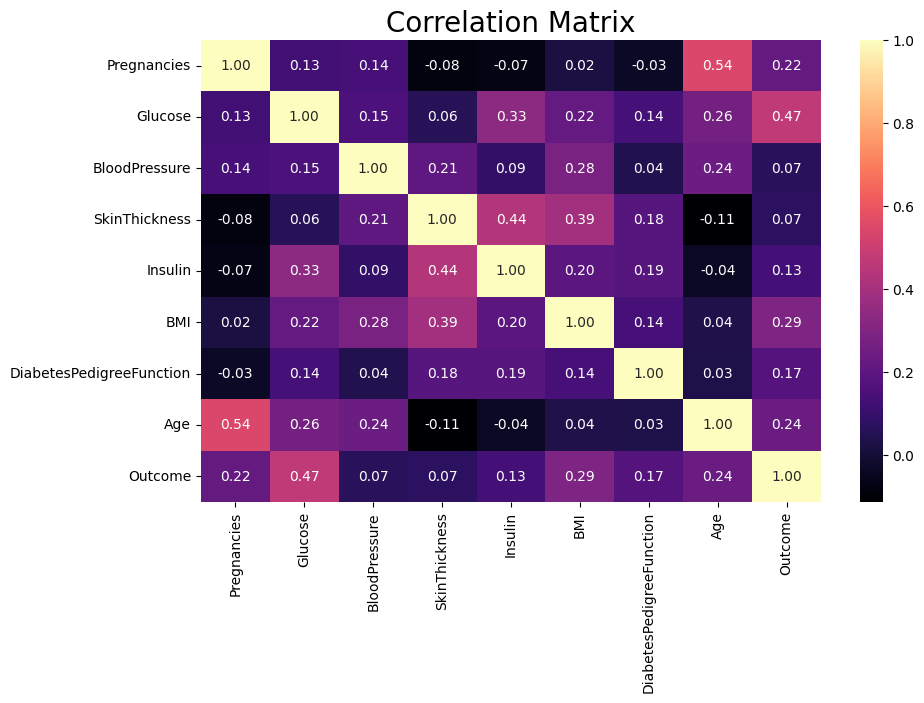 Correlation Matrix
Pregnancies 1.00 0.13 0.14 -0.08 -0.07 0.02 -0.03 0.54 0.22
Glucose 0.13 1.00 0.15 0.06 0.33 0.22 0.14 0.26 0.47
BloodPressure 0.14 0.15 1.00 0.21 0.09 0.28 0.04 0.24 0.07
SkinThickness -0.08 0.06 0.21 1.00 0.44 0.39 0.18 -0.11 0.07
Insulin -0.07 0.33 0.09 0.44 1.00 0.20 0.19 -0.04 0.13
BMI 0.02 0.22 0.28 0.39 0.20 1.00 0.14 0.04 0.29
DiabetesPedigreeFunction -0.03 0.14 0.04 0.18 0.19 0.14 1.00 0.03 0.17
Age 0.54 0.26 0.24 -0.11 -0.04 0.04 0.03 1.00 0.24
Outcome 0.22 0.47 0.07 0.07 0.13 0.29 0.17 0.24 1.00
Pregnancies
Glucose
BloodPressure
SkinThickness
Insulin
BMI
DiabetesPedigreeFunction
Age
Outcome
1.0
0.8
0.6
0.4
0.2
0.0